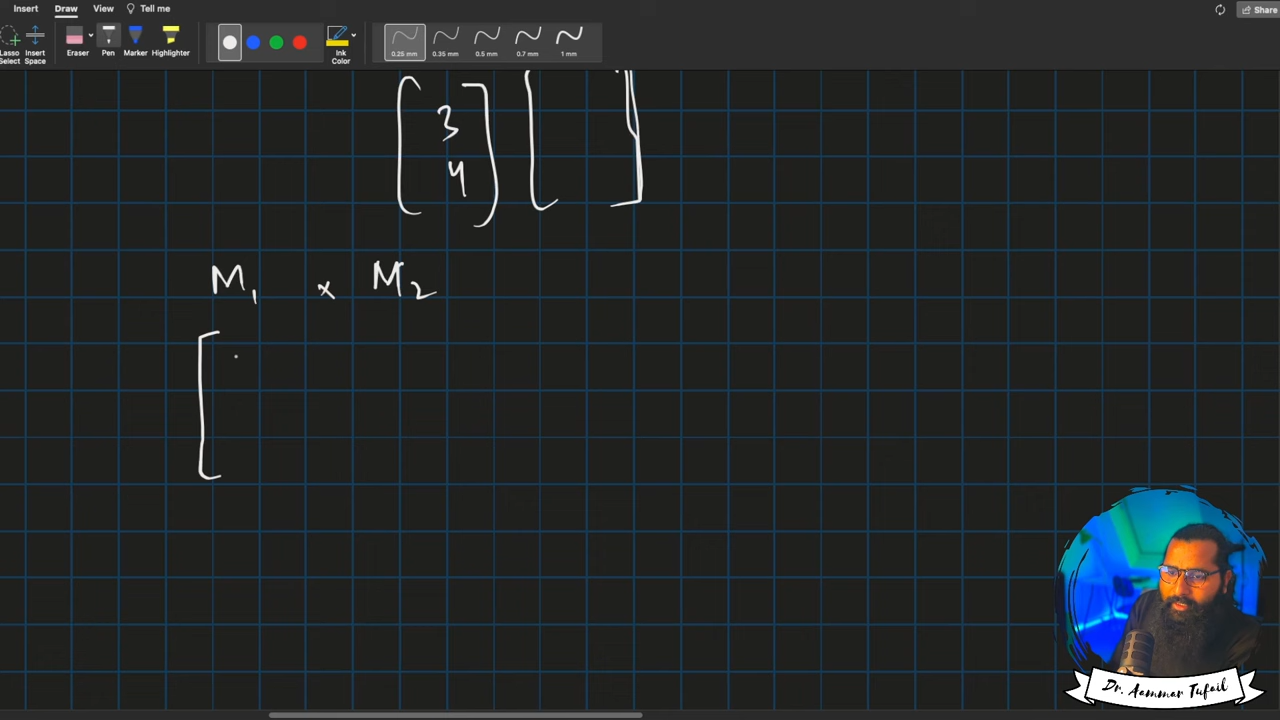 Insert Draw View Tell me
Share
Lasso Select
Insert Space
Eraser
Pen
Marker
Highlighter
Ink Color
0.25 mm
0.35 mm
0.5 mm
0.7 mm
1 mm
3
4
M₁ × M₂
Dr. Aammar Tufail